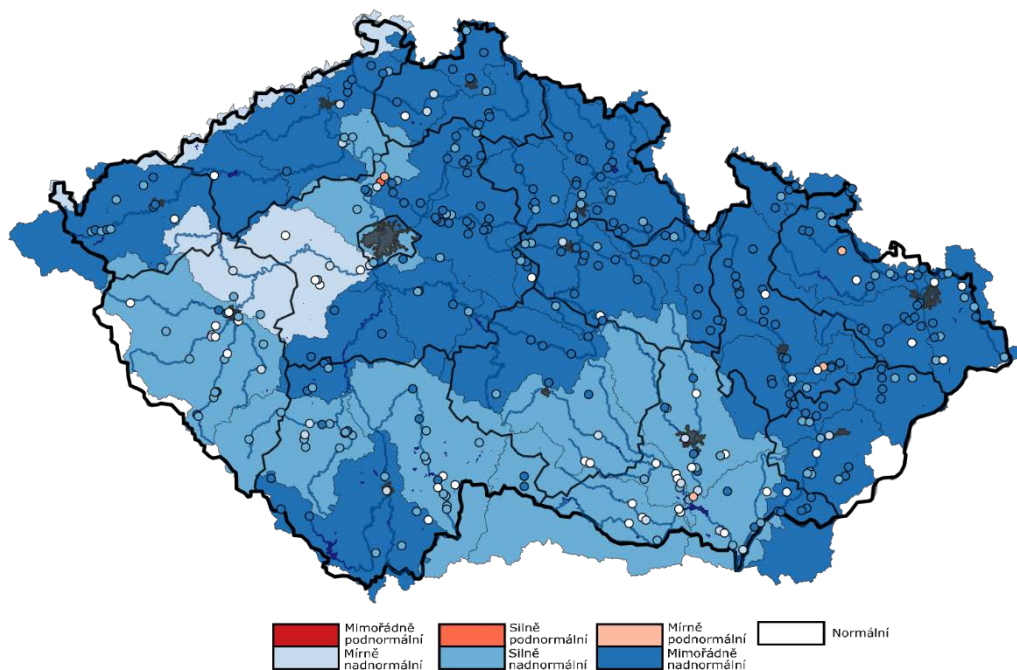 Mimořádně
podnormální
Silně
podnormální
Mírně
podnormální
Normální
Mírně
nadnormální
Silně
nadnormální
Mimořádně
nadnormální